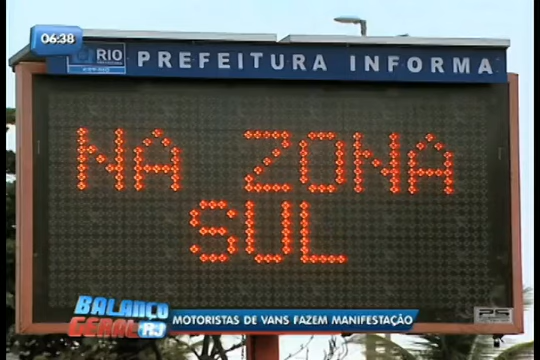 06:38
RIO
PREFEITURA INFORMA
NA ZONA
SUL
BALANÇO
GERAL RJ
MOTORISTAS DE VANS FAZEM MANIFESTAÇÃO